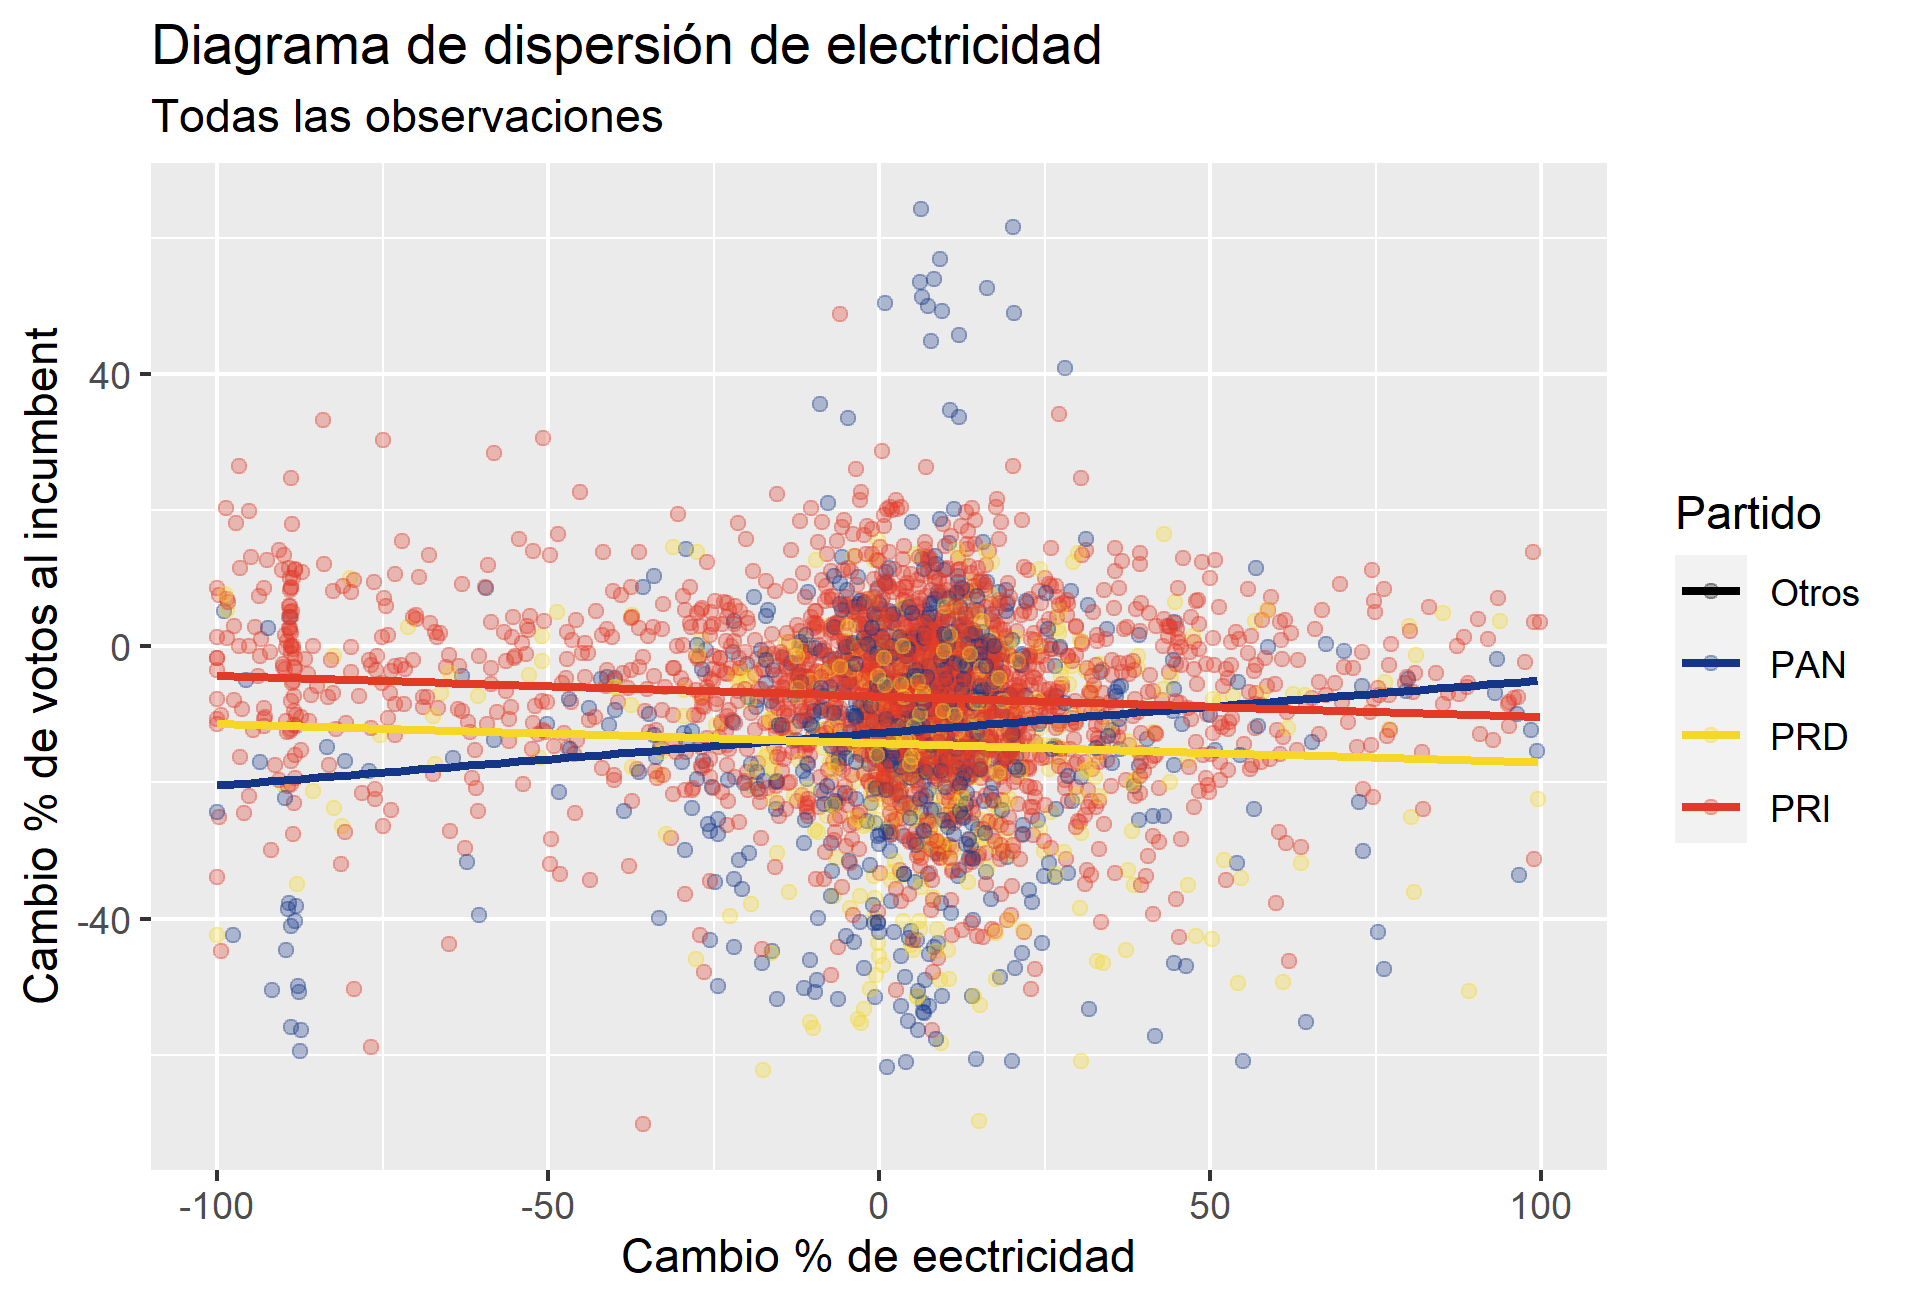 Diagrama de dispersión de electricidad
Todas las observaciones
Cambio % de votos al incumbent
40
0
-40
-100
-50
0
50
100
Cambio % de eectricidad
Partido
Otros
PAN
PRD
PRI